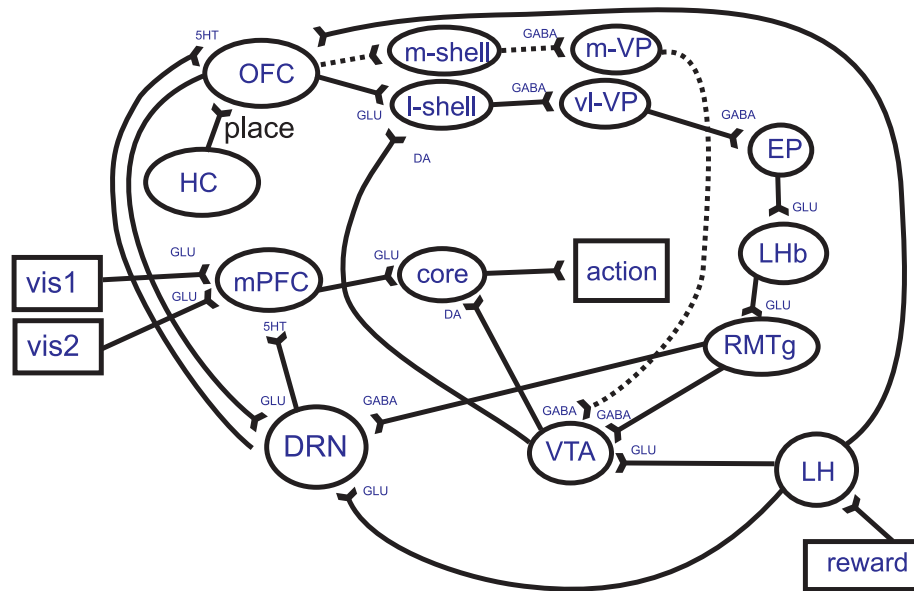 5HT
OFC
m-shell
GABA
m-VP
GLU
l-shell
GABA
vl-VP
GABA
EP
place
HC
DA
GLU
LHb
GLU
vis1
GLU
mPFC
GLU
core
action
vis2
GLU
5HT
DA
RMTg
GLU
DRN
GABA
GABA
GABA
VTA
GLU
LH
GLU
reward